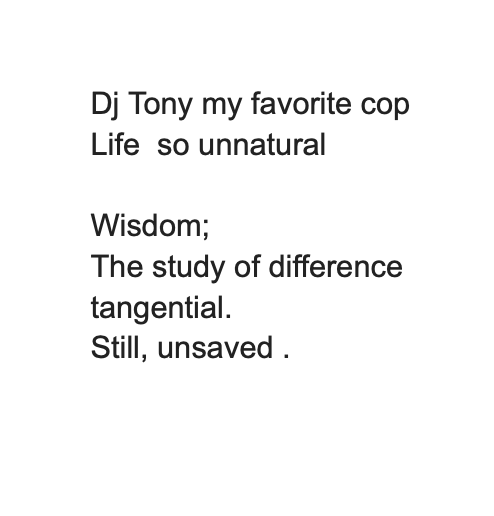 Dj Tony my favorite cop
Life  so unnatural

Wisdom;
The study of difference
tangential.
Still, unsaved .